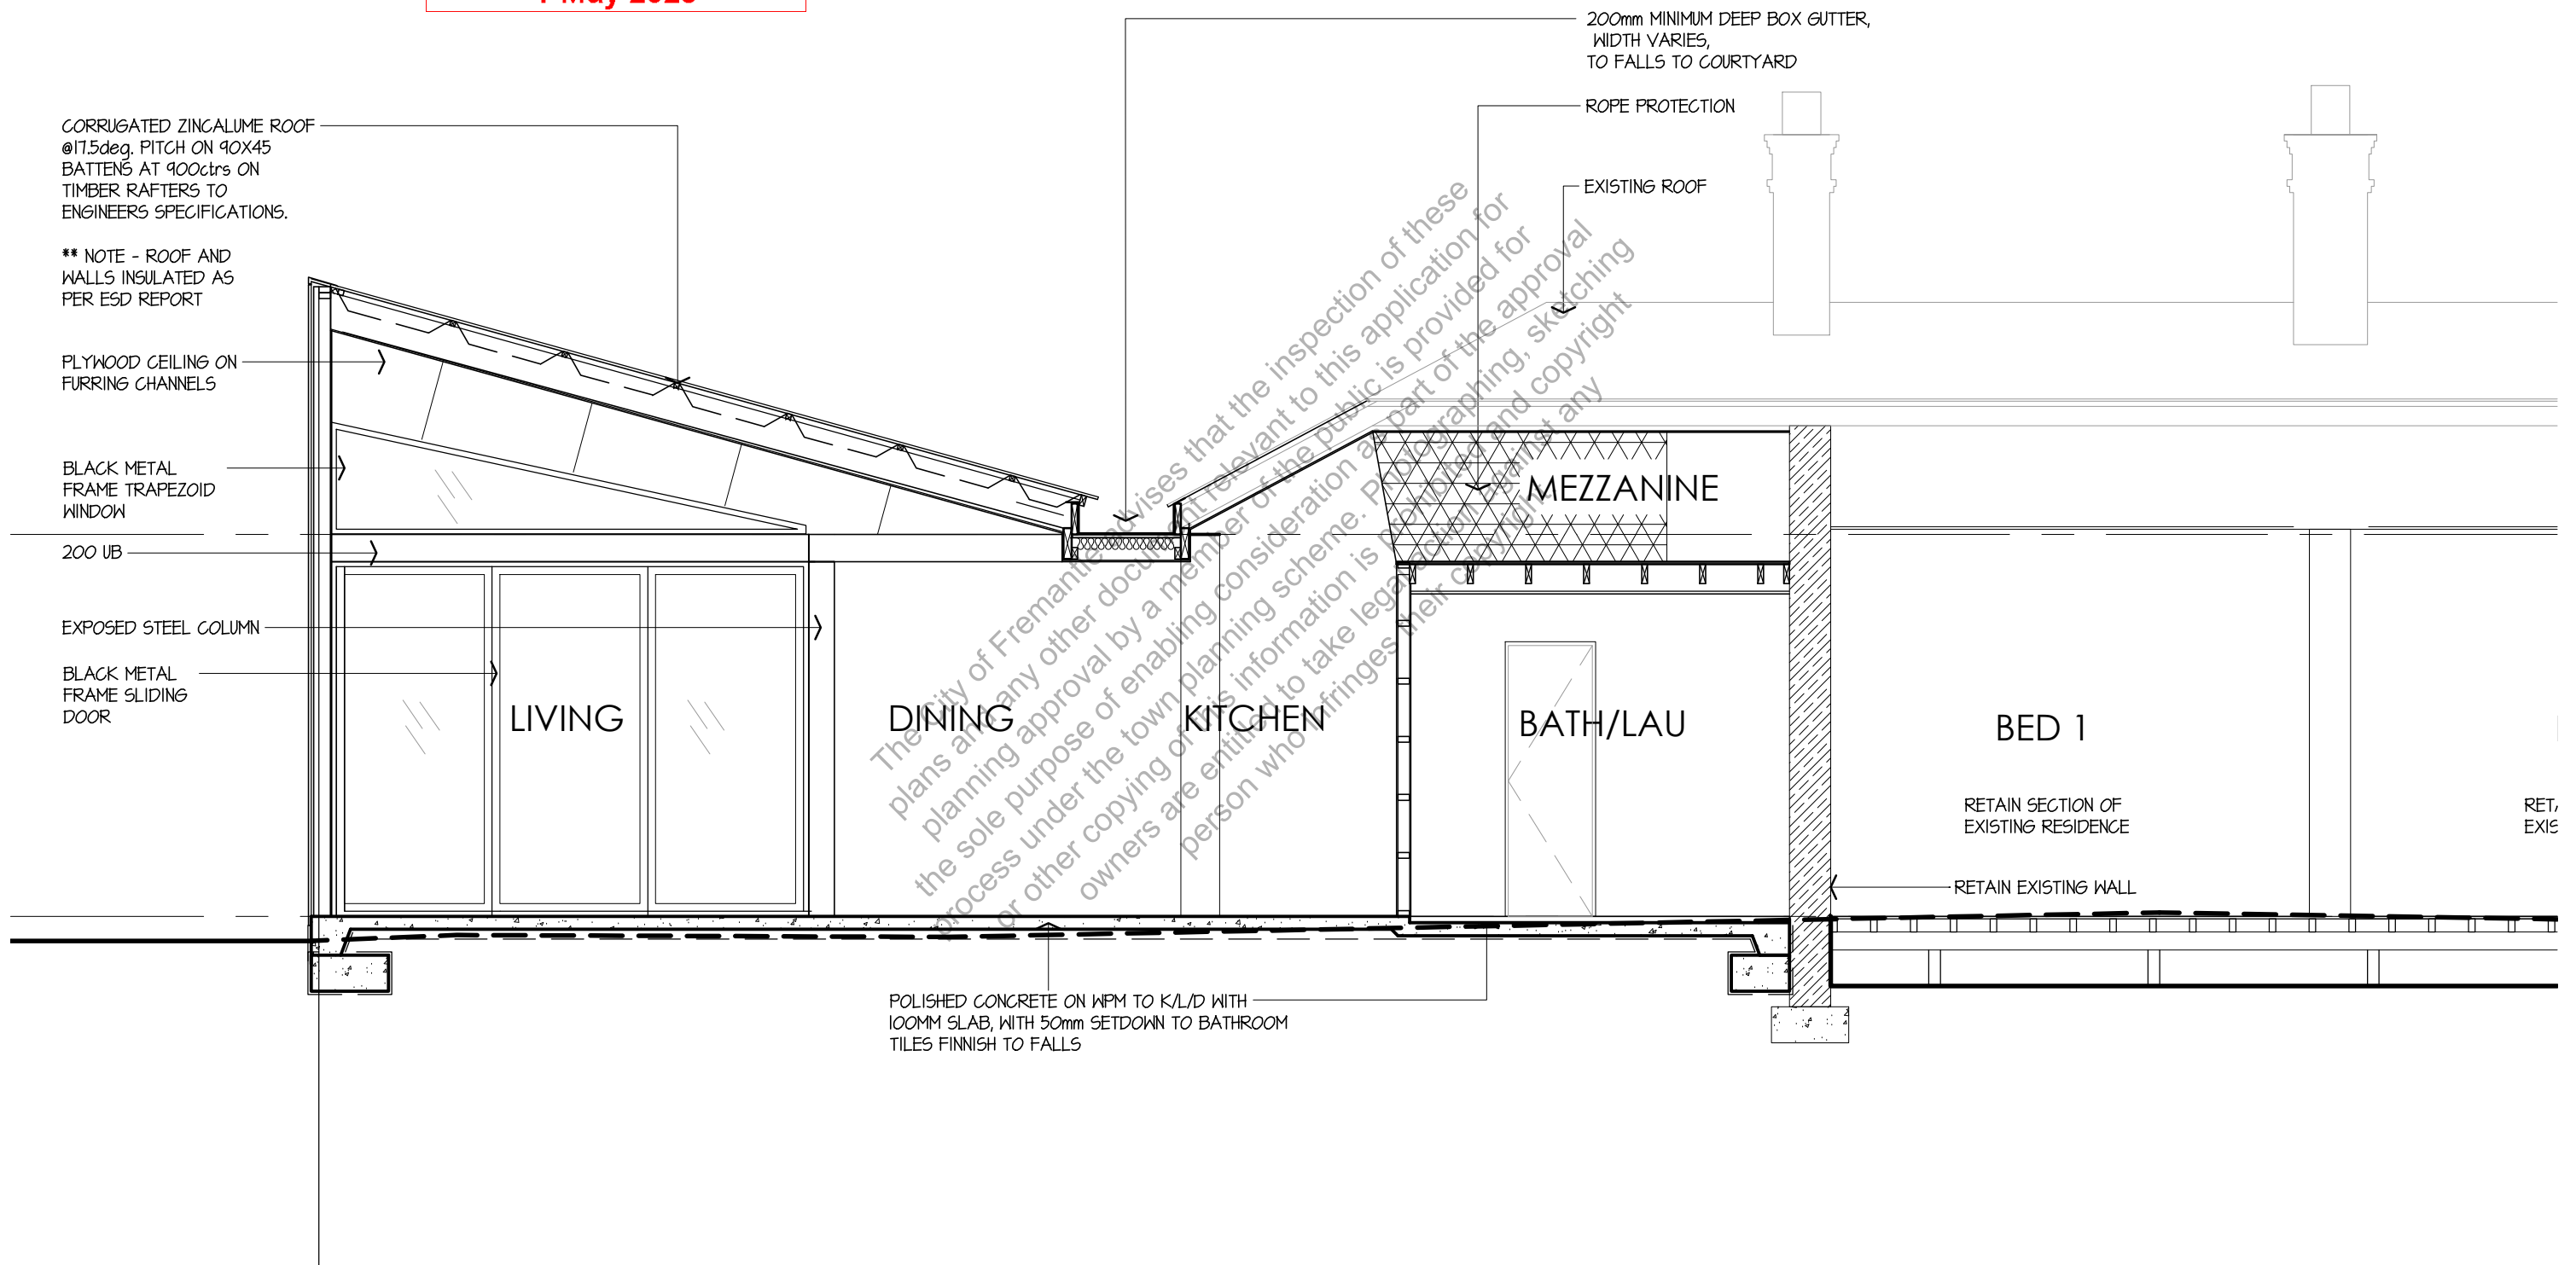 May 2023
200mm MINIMUM DEEP BOX GUTTER,
WIDTH VARIES,
TO FALLS TO COURTYARD
ROPE PROTECTION
EXISTING ROOF
CORRUGATED ZINCALUME ROOF
@17.5deg. PITCH ON 90X45
BATTENS AT 900ctrs ON
TIMBER RAFTERS TO
ENGINEERS SPECIFICATIONS.
** NOTE - ROOF AND
WALLS INSULATED AS
PER ESD REPORT
PLYWOOD CEILING ON
FURRING CHANNELS
BLACK METAL
FRAME TRAPEZOID
WINDOW
200 UB
EXPOSED STEEL COLUMN
BLACK METAL
FRAME SLIDING
DOOR
MEZZANINE
LIVING
DINING
KITCHEN
BATH/LAU
BED 1
RETAIN SECTION OF
EXISTING RESIDENCE
RETA
EXIS
RETAIN EXISTING WALL
POLISHED CONCRETE ON WPM TO K/L/D WITH
100MM SLAB, WITH 50mm SETDOWN TO BATHROOM
TILES FINNISH TO FALLS
The City of Fremantle advises that the inspection of these
plans and any other document relevant to this application for
planning approval by a member of the public is provided for
the sole purpose of enabling consideration as part of the approval
process under the town planning scheme. Photographing, sketching
or other copying of this information is prohibited and copyright
owners are entitled to take legal action against any
person who infringes their copyright